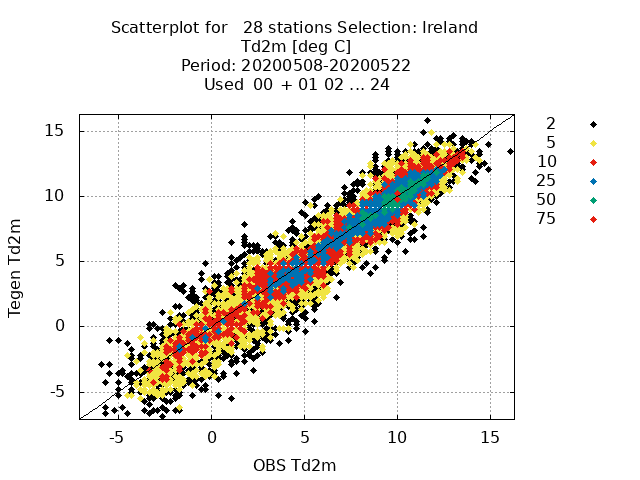 Scatterplot for 28 stations Selection: Ireland
Td2m [deg C]
Period: 20200508-20200522
Used 00 + 01 02 ... 24
2
5
10
25
50
75
15
10
5
0
-5
Tegen Td2m
-5 0 5 10 15
OBS Td2m